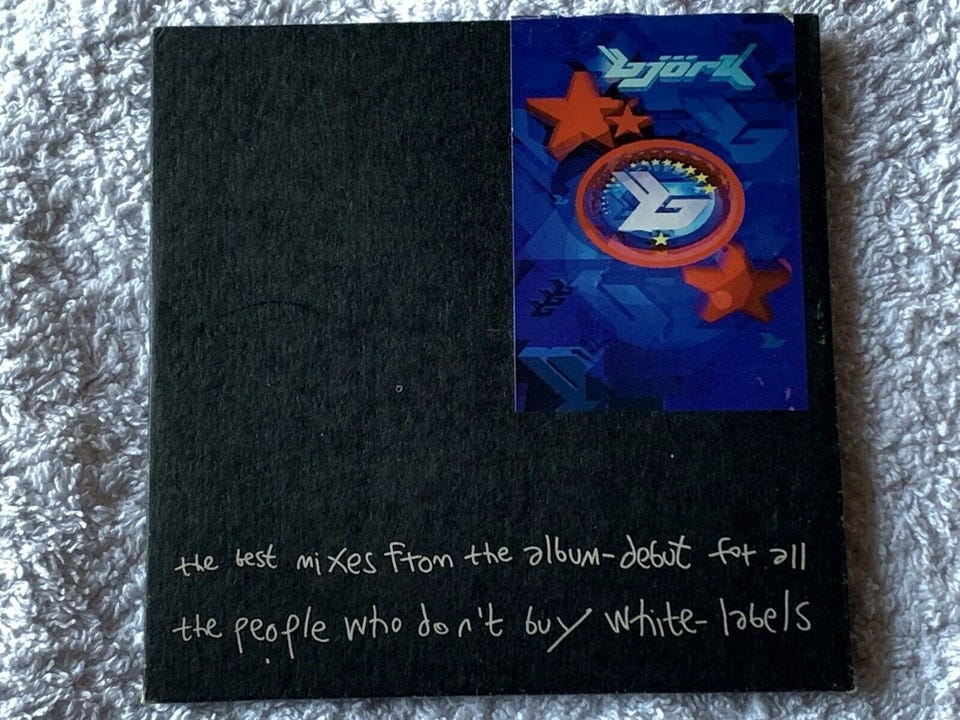 björk
the best mixes from the album-debut for all
the people who don't buy white-labels